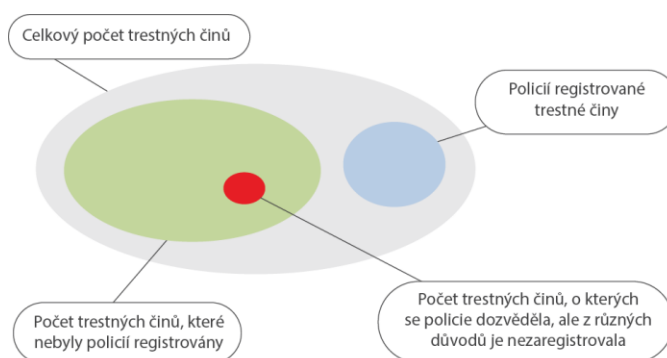 Celkový počet trestných činů
Policií registrované
trestné činy
Počet trestných činů, které
nebyly policií registrovány
Počet trestných činů, o kterých
se policie dozvěděla, ale z různých
důvodů je nezaregistrovala